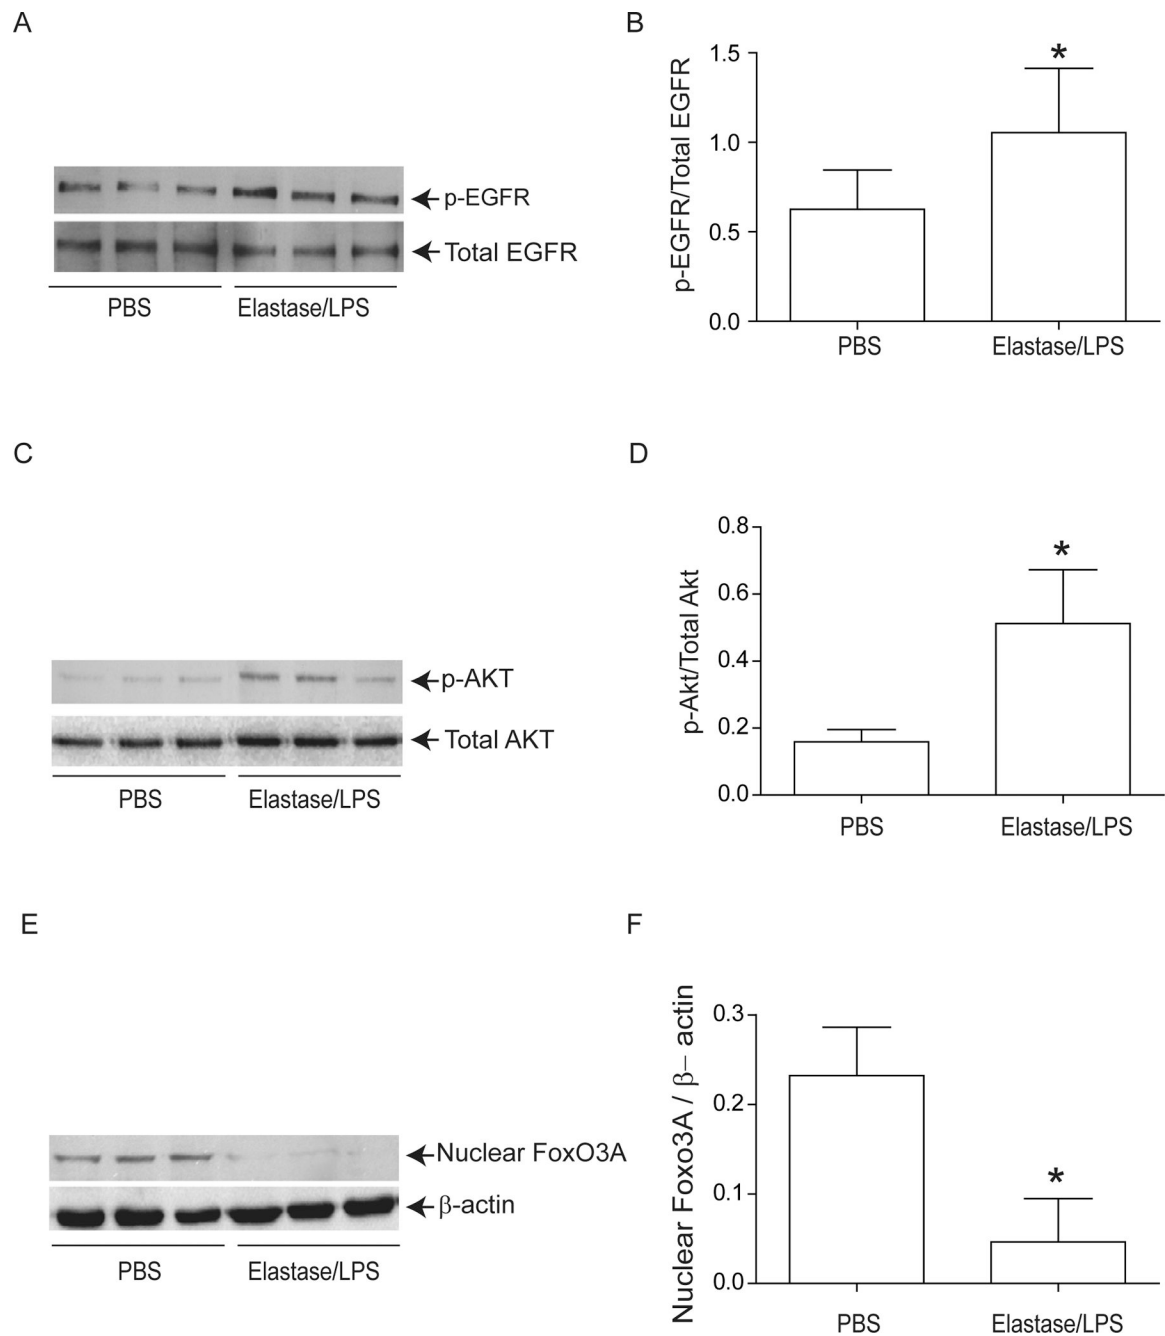 A
p-EGFR
Total EGFR
PBS
Elastase/LPS
B
p-EGFR/Total EGFR
1.5
*
1.0
0.5
0.0
PBS
Elastase/LPS
C
p-AKT
Total AKT
PBS
Elastase/LPS
D
p-Akt/Total Akt
0.8
*
0.6
0.4
0.2
0.0
PBS
Elastase/LPS
E
Nuclear FoxO3A
β-actin
PBS
Elastase/LPS
F
Nuclear Foxo3A / β– actin
0.3
0.2
*
0.1
0.0
PBS
Elastase/LPS